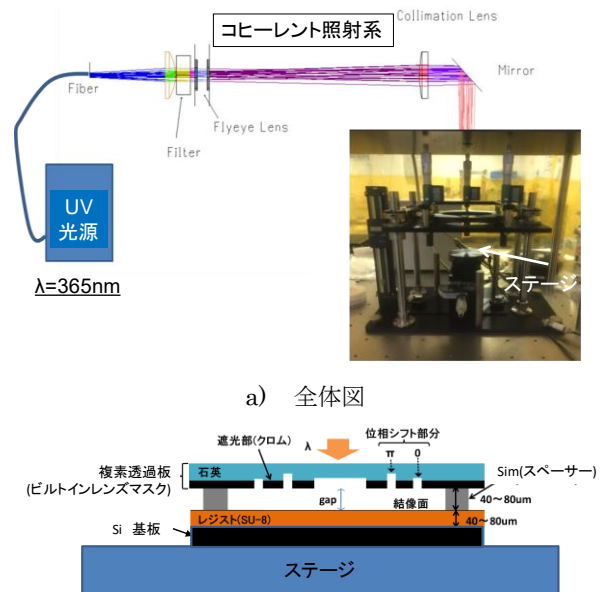 コヒーレント照射系
Collimation Lens
Mirror
Fiber
Flyeye Lens
Filter
UV
光源
λ=365nm
ステージ
a) 全体図
遮光部(クロム)
λ
位相シフト部分
π 0
複素透過板
(ビルトインレンズマスク)
石英
Sim(スペーサー)
gap
結像面
40～80um
レジスト(SU-8)
40～80um
Si 基板
ステージ